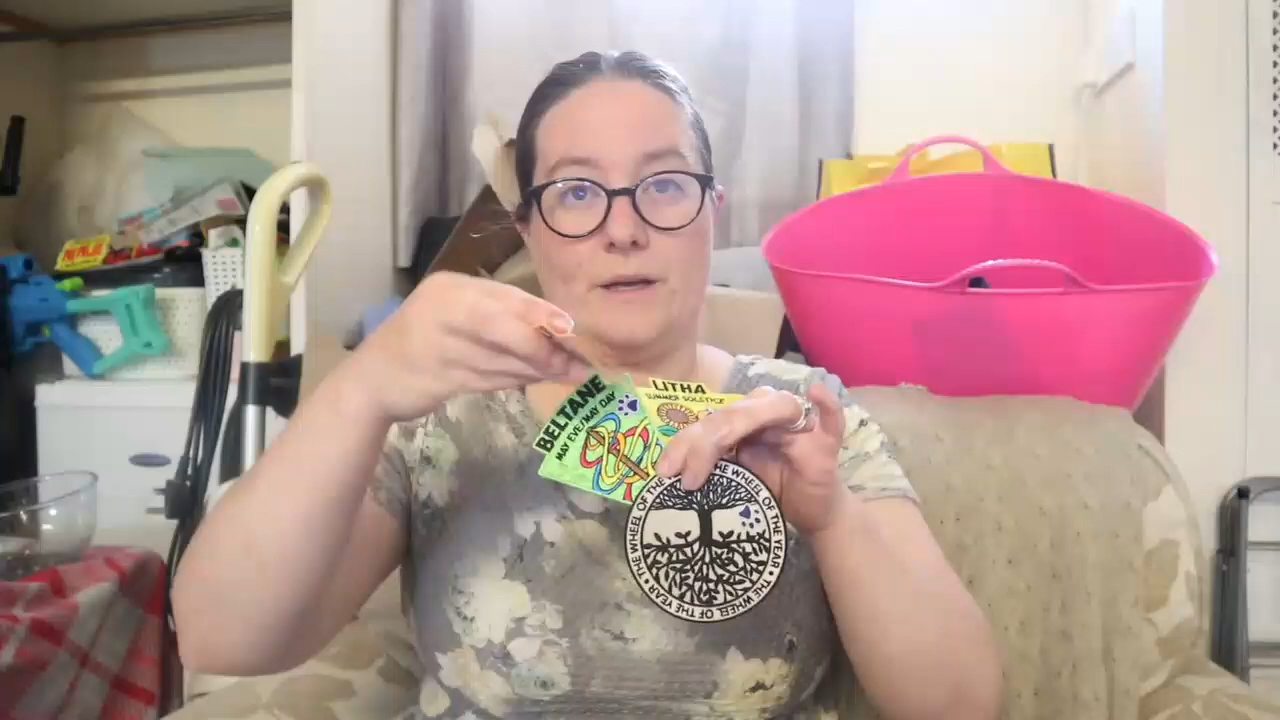 BELTANE
MAY EVE/MAY DAY
LITHA
SUMMER SOLSTICE
THE WHEEL OF THE YEAR • THE WHEEL OF THE YEAR • THE WHEEL OF THE